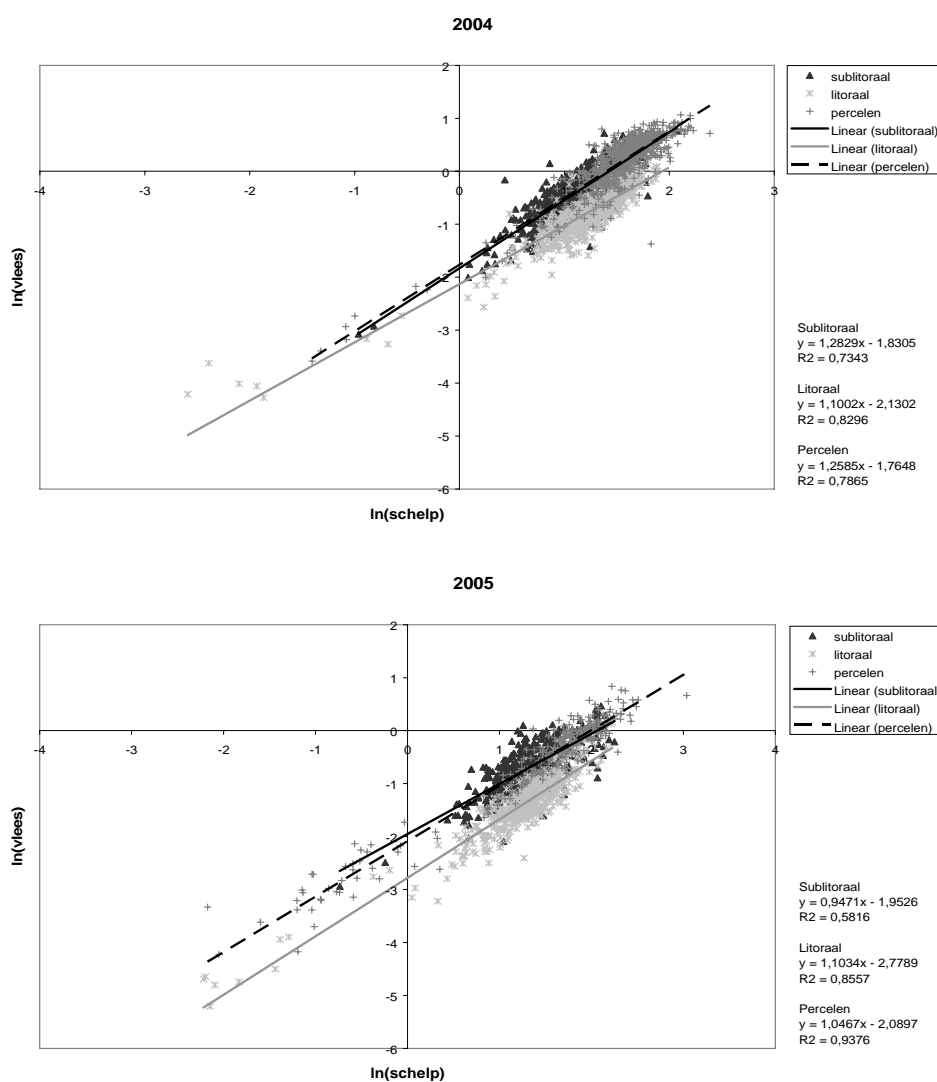 2004
2
1
0
-4
-3
-2
-1
0
1
2
3
-1
-2
-3
-4
-5
-6
ln(vlees)
ln(schelp)
sublitoraal
litoraal
percelen
Linear (sublitoraal)
Linear (litoraal)
Linear (percelen)
Sublitoraal
y = 1,2829x - 1,8305
R2 = 0,7343
Litoraal
y = 1,1002x - 2,1302
R2 = 0,8296
Percelen
y = 1,2585x - 1,7648
R2 = 0,7865
2005
2
1
0
-4
-3
-2
-1
0
1
2
3
4
-1
-2
-3
-4
-5
-6
ln(vlees)
ln(schelp)
sublitoraal
litoraal
percelen
Linear (sublitoraal
Linear (litoraal)
Linear (percelen)
Sublitoraal
y = 0,9471x - 1,9526
R2 = 0,5816
Litoraal
y = 1,1034x - 2,7789
R2 = 0,8557
Percelen
y = 1,0467x - 2,0897
R2 = 0,9376